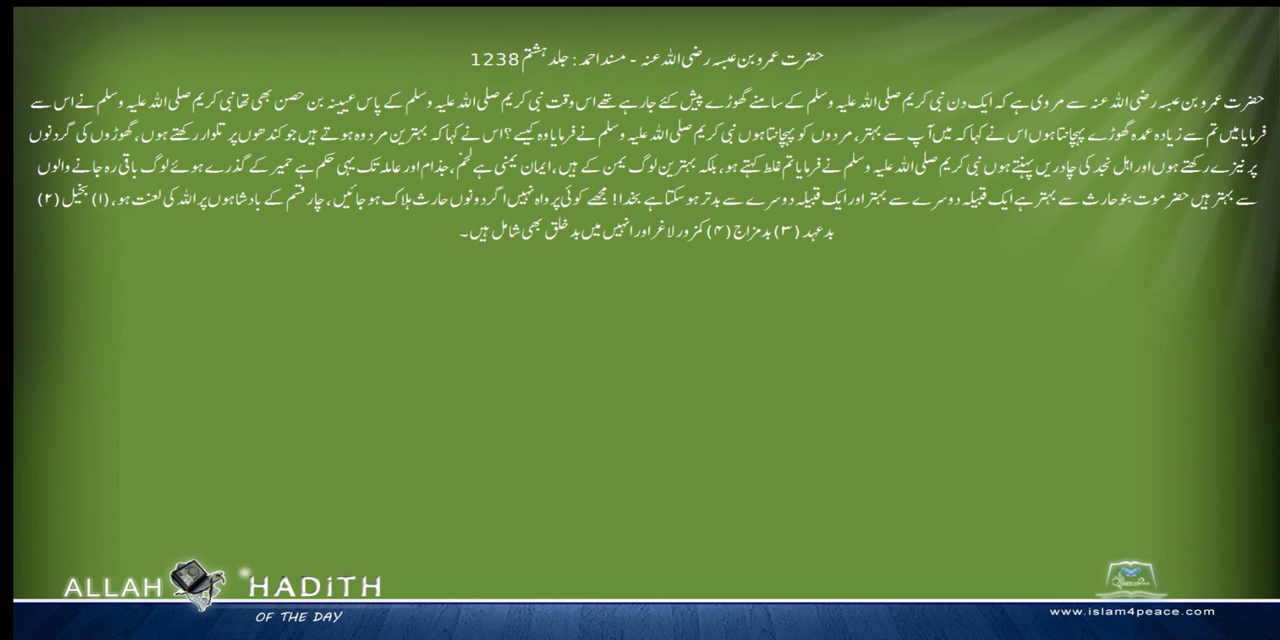 حضرت عمرو بن عبسہ رضی اللہ عنہ - مسند احمد : جلد ہشتم 1238
حضرت عمرو بن عبسہ رضی اللہ عنہ سے مروی ہے کہ ایک دن نبی کریم صلی اللہ علیہ وسلم کے سامنے گھوڑے پیش کئے جارہے تھے اس وقت نبی کریم صلی اللہ علیہ وسلم کے پاس عیینہ بن حصن بھی تھا نبی کریم صلی اللہ علیہ وسلم نے اس سے
فرمایا میں تم سے زیادہ عمدہ گھوڑے پہچانتا ہوں اس نے کہا کہ میں آپ سے بہتر، مردوں کو پہچانتا ہوں نبی کریم صلی اللہ علیہ وسلم نے فرمایا وہ کیسے ؟ اس نے کہا کہ بہترین مرد وہ ہوتے ہیں جو کندھوں پر تلوار رکھتے ہوں، گھوڑوں کی گردنوں
پر نیزے رکھتے ہوں اور اہل نجد کی چادریں پہنتے ہوں نبی کریم صلی اللہ علیہ وسلم نے فرمایا تم غلط کہتے ہو، بلکہ بہترین لوگ یمن کے ہیں، ایمان یمنی ہے لخم، جذام اور عاملہ تک یہی حکم ہے حمیر کے گذرے ہوئے لوگ باقی رہ جانے والوں
سے بہتر ہیں حضرموت بنو حارث سے بہتر ہے ایک قبیلہ دوسرے سے بہتر اور ایک قبیلہ دوسرے سے بدتر ہو سکتا ہے بخدا! مجھے کوئی پرواہ نہیں اگر دونوں حارث ہلاک ہو جائیں، چار قسم کے بادشاہوں پر اللہ کی لعنت ہو، (۱) بخیل (۲)
بدعہد (۳) بدمزاج (۴) کمزور لاغر اور انہیں میں بدخلق بھی شامل ہیں۔
ALLAH HADITH
OF THE DAY
www.islam4peace.com